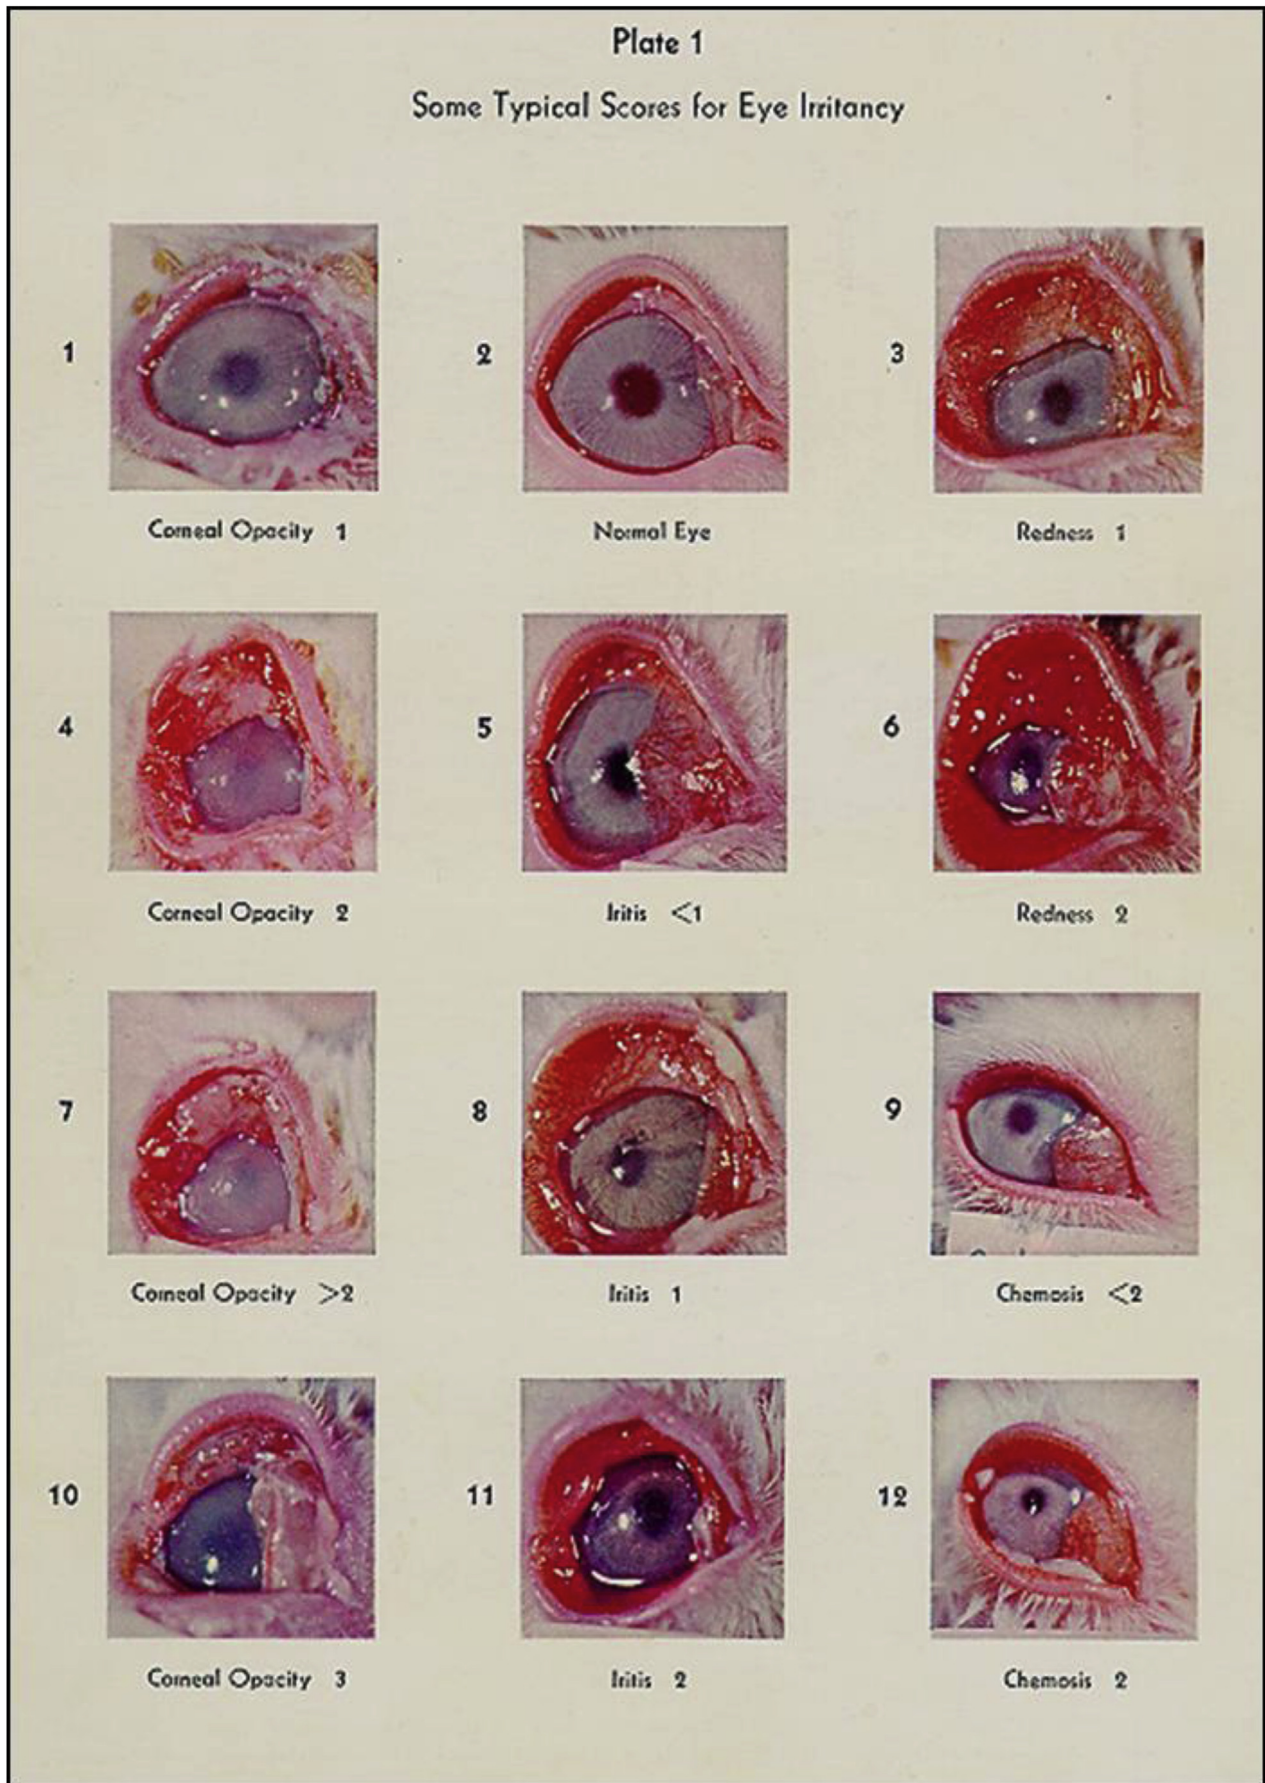 Plate 1
Some Typical Scores for Eye Irritancy
1
2
3
Corneal Opacity 1
Normal Eye
Redness 1
4
5
6
Corneal Opacity 2
Iritis <1
Redness 2
7
8
9
Corneal Opacity >2
Iritis 1
Chemosis <2
10
11
12
Corneal Opacity 3
Iritis 2
Chemosis 2